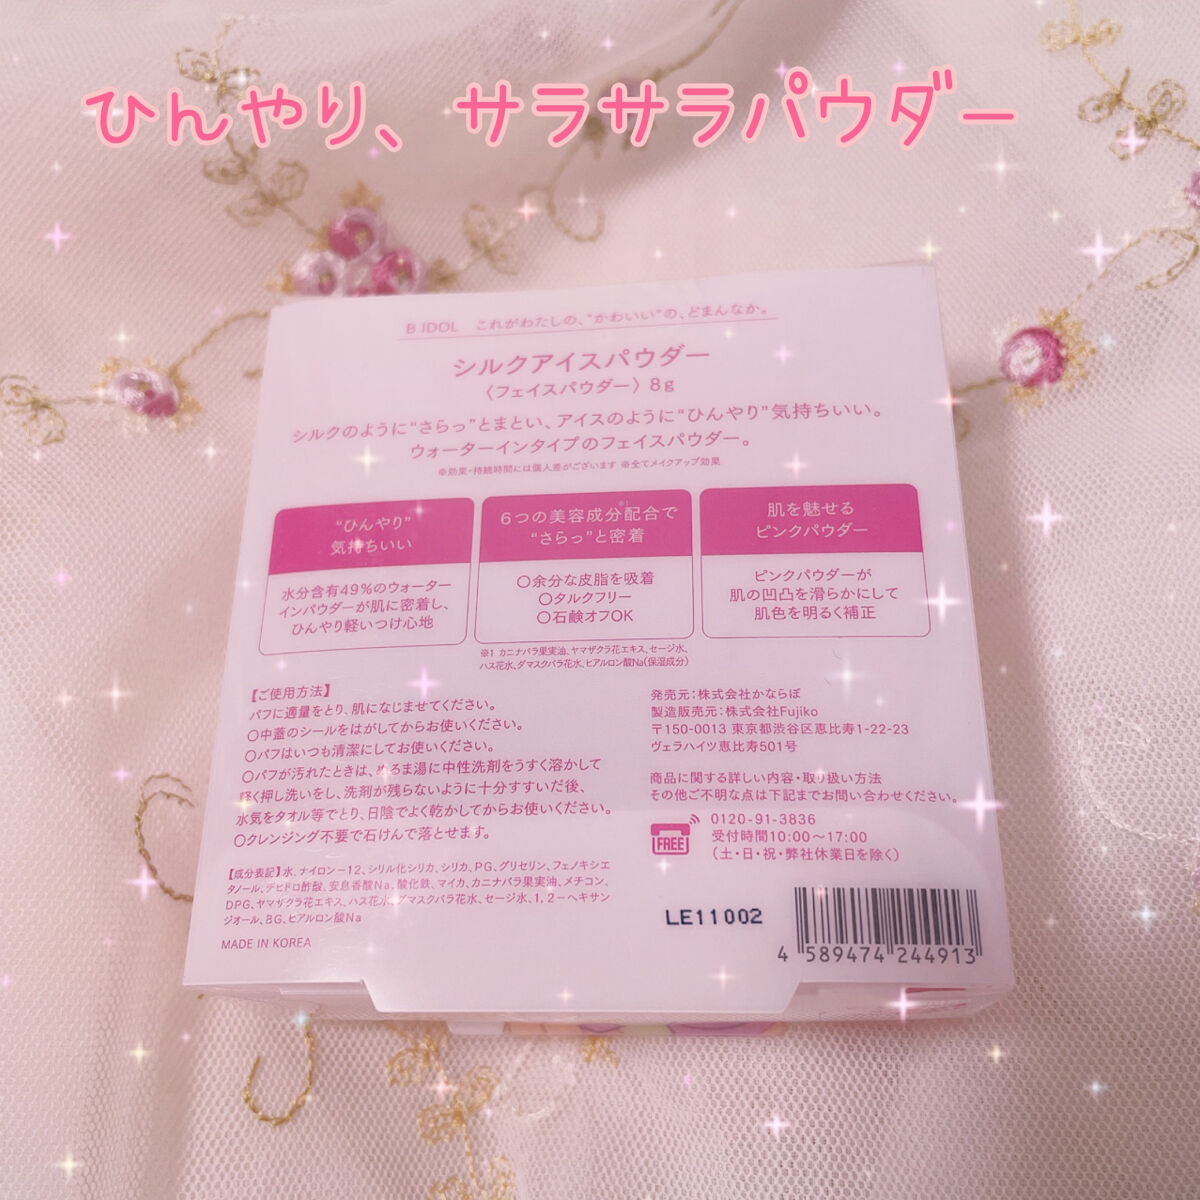 ひんやり、サラサラパウダー
B IDOL これがわたしの、"かわいい"の、どまんなか。
シルクアイスパウダー
〈フェイスパウダー〉8g
シルクのように"さらっ"とまとい、アイスのように"ひんやり"気持ちいい。
ウォーターインタイプのフェイスパウダー。
※効果・持続時間には個人差がございます ※全てメイクアップ効果
"ひんやり"
気持ちいい
水分含有49%のウォーター
インパウダーが肌に密着し、
ひんやり軽いつけ心地
※1
6つの美容成分配合で
"さらっ"と密着
○余分な皮脂を吸着
○タルクフリー
○石鹸オフOK
肌を魅せる
ピンクパウダー
ピンクパウダーが
肌の凹凸を滑らかにして
肌色を明るく補正
※1 カニナバラ果実油、ヤマザクラ花エキス、セージ水、
ハス花水、ダマスクバラ花水、ヒアルロン酸Na(保湿成分)
【ご使用方法】
パフに適量をとり、肌になじませてください。
○中蓋のシールをはがしてからお使いください。
○パフはいつも清潔にしてお使いください。
○パフが汚れたときは、ぬるま湯に中性洗剤をうすく溶かして
軽く押し洗いをし、洗剤が残らないように十分すすいだ後、
水気をタオル等でとり、日陰でよく乾かしてからお使いください。
○クレンジング不要で石けんで落とせます。
【成分表記】水、ナイロン-12、シリル化シリカ、シリカ、PG、グリセリン、フェノキシエ
タノール、デヒドロ酢酸、安息香酸Na、酸化鉄、マイカ、カニナバラ果実油、メチコン、
DPG、ヤマザクラ花エキス、ハス花水、ダマスクバラ花水、セージ水、1,2-ヘキサン
ジオール、BG、ヒアルロン酸Na
MADE IN KOREA
発売元:株式会社かならぼ
製造販売元:株式会社Fujiko
〒150-0013 東京都渋谷区恵比寿1-22-23
ヴェラハイツ恵比寿501号
商品に関する詳しい内容・取り扱い方法
その他ご不明な点は下記までお問い合わせください。
FREE
0120-91-3836
受付時間10:00～17:00
(土・日・祝・弊社休業日を除く)
LE11002
4 589474 244913